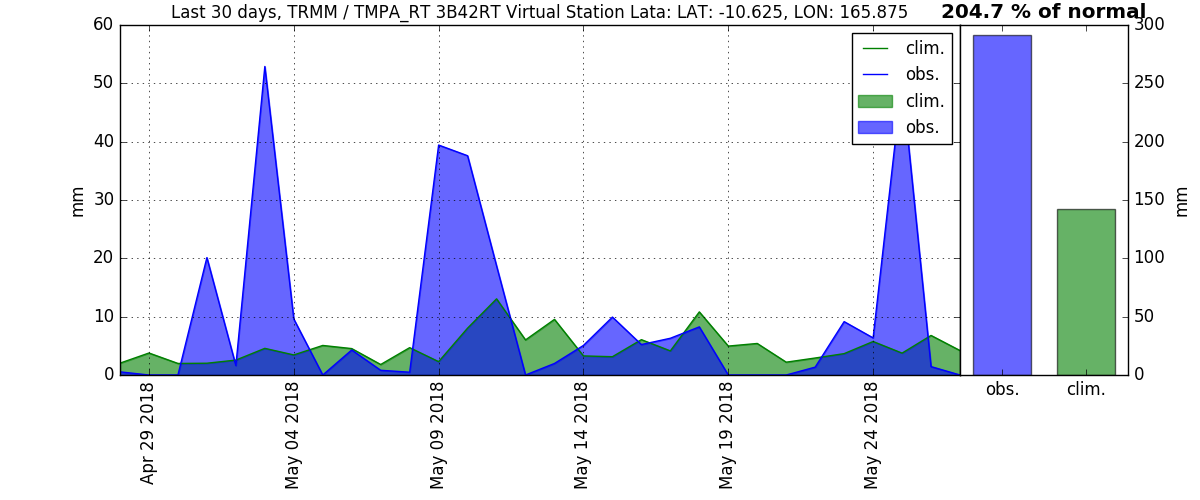 Last 30 days, TRMM / TMPA_RT 3B42RT Virtual Station Lata: LAT: -10.625, LON: 165.875
204.7 % of normal
60
50
40
30
20
10
0
mm
clim.
obs.
clim.
obs.
300
250
200
150
100
50
0
mm
Apr 29 2018
May 04 2018
May 09 2018
May 14 2018
May 19 2018
May 24 2018
obs.
clim.